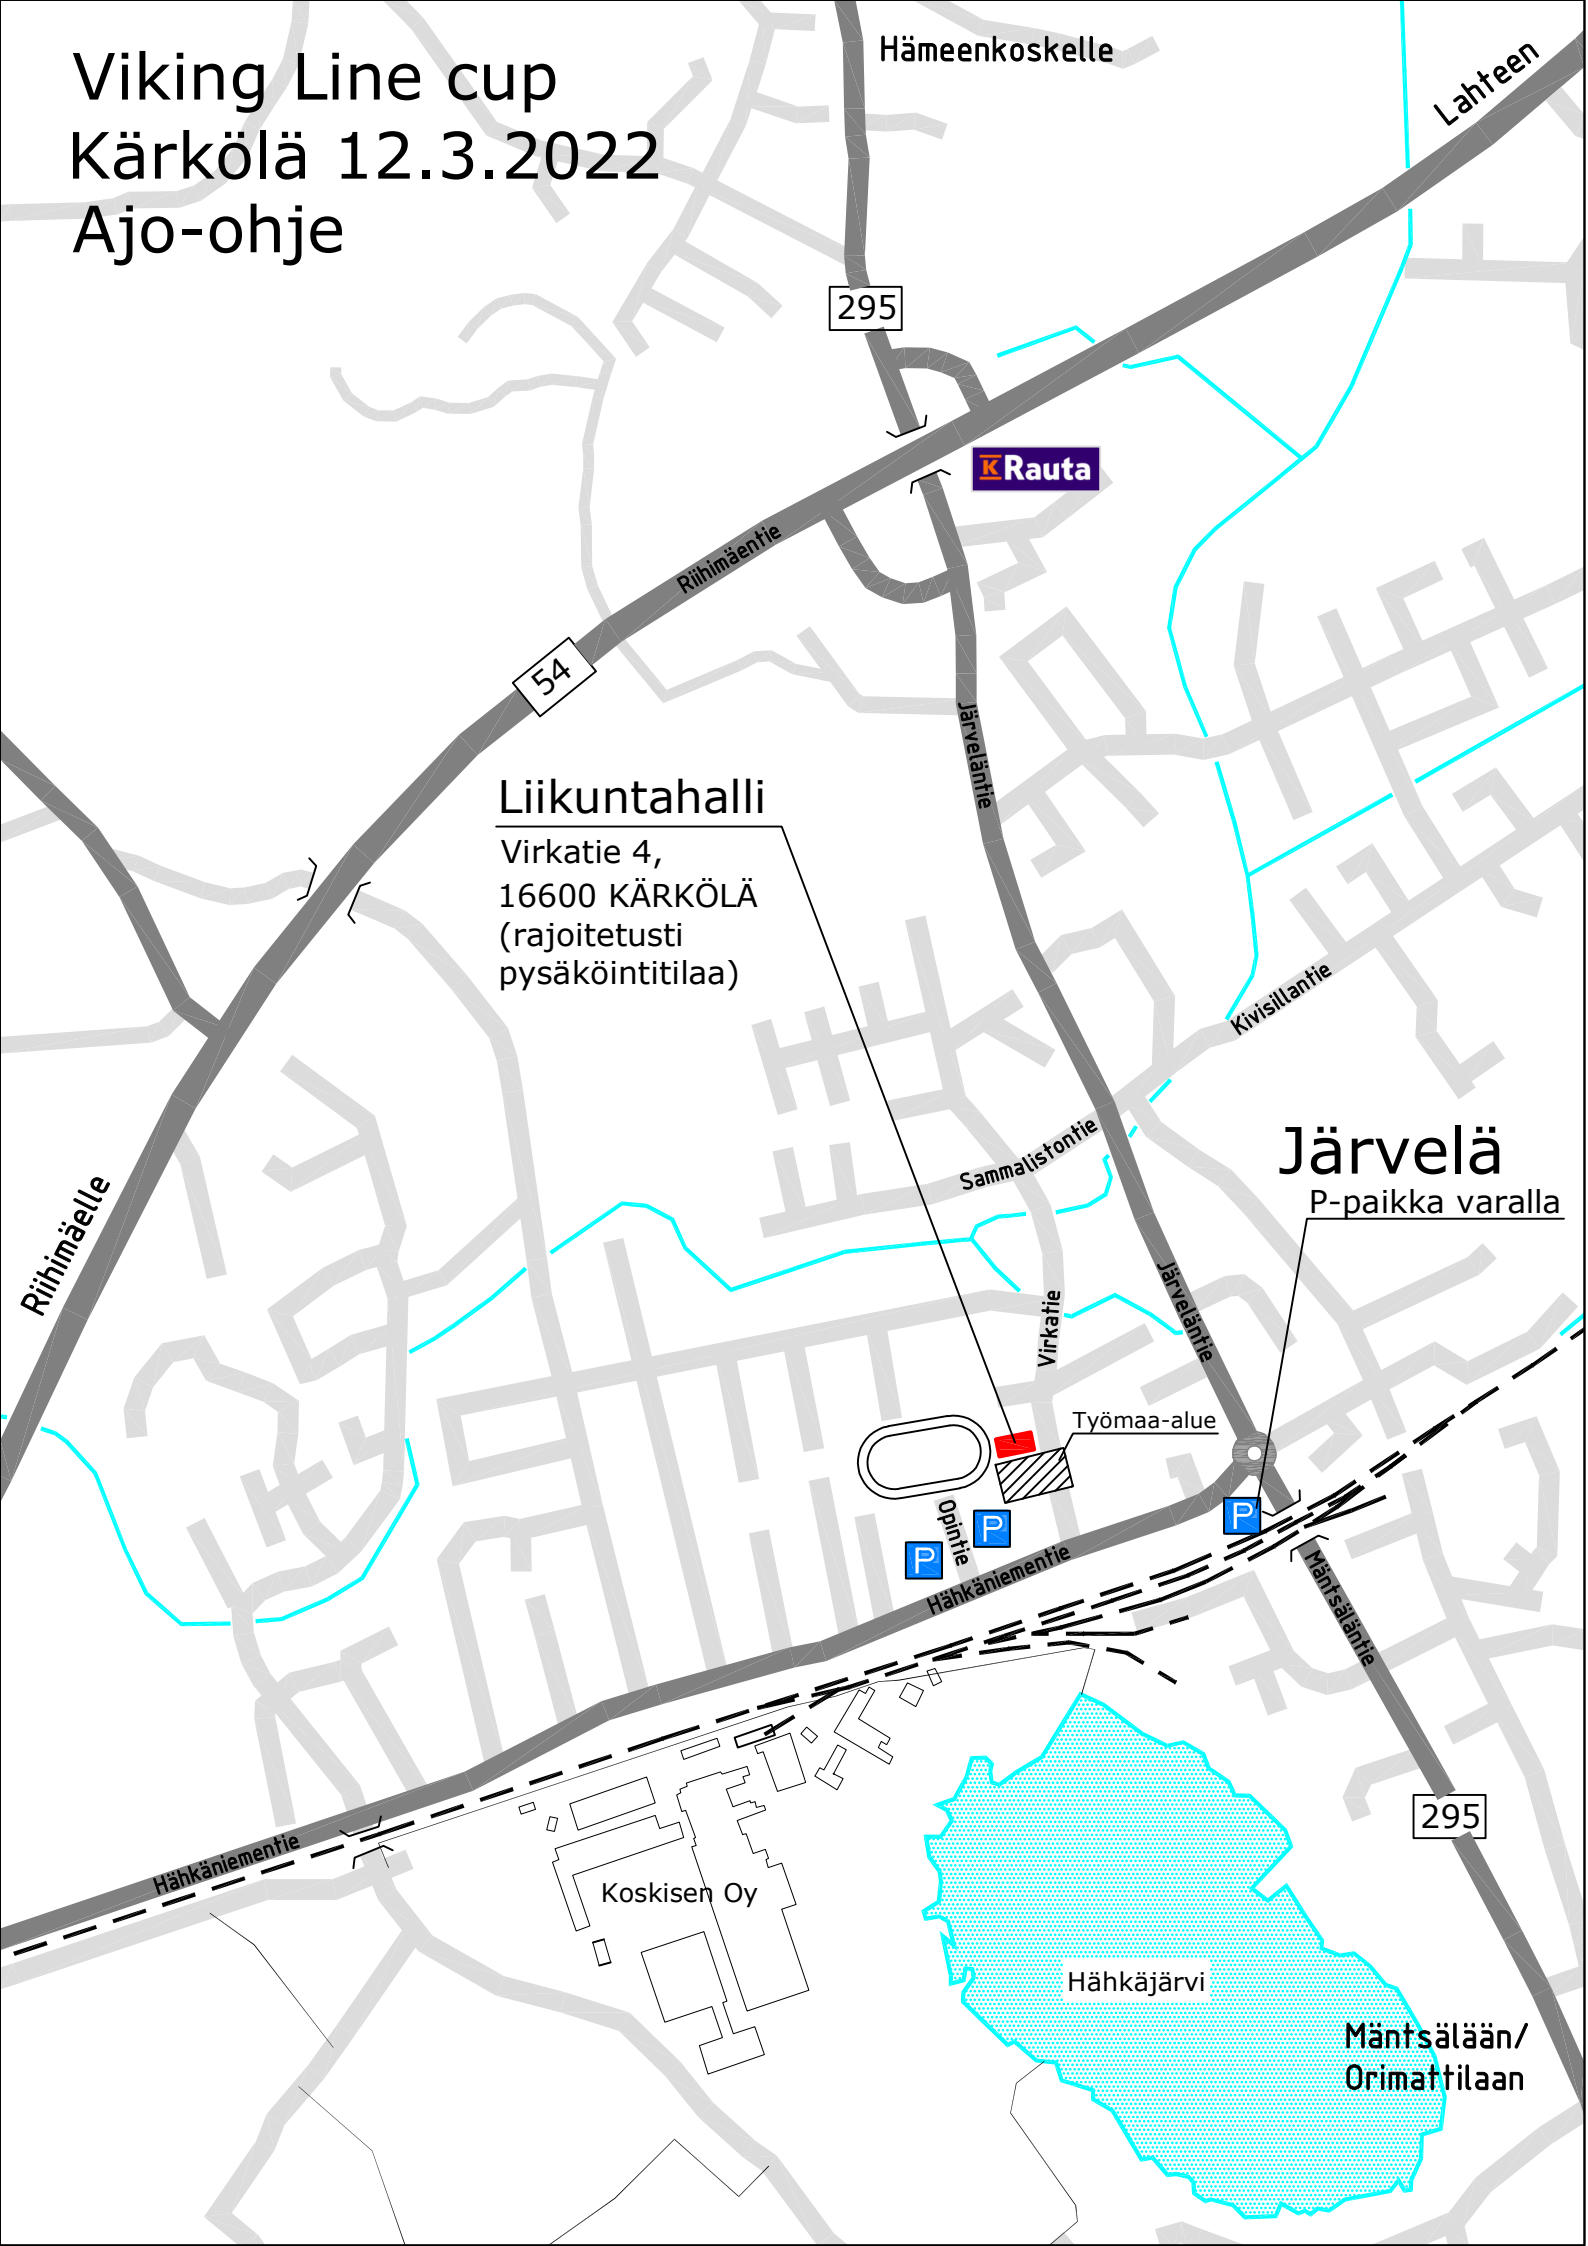 Viking Line cup
Kärkölä 12.3.2022
Ajo-ohje
Hämeenkoskelle
Lahteen
295
K Rauta
Riihimäentie
54
Järveläntie
Liikuntahalli
Virkatie 4,
16600 KÄRKÖLÄ
(rajoitetusti
pysäköintitilaa)
Kivisillantie
Sammalistontie
Järvelä
P-paikka varalla
Riihimäelle
Järveläntie
Virkatie
Työmaa-alue
Opintie
P
P
P
Hähkäniementie
Mäntsäläntie
295
Hähkäniementie
Koskisen Oy
Hähkäjärvi
Mäntsälään/
Orimattilaan